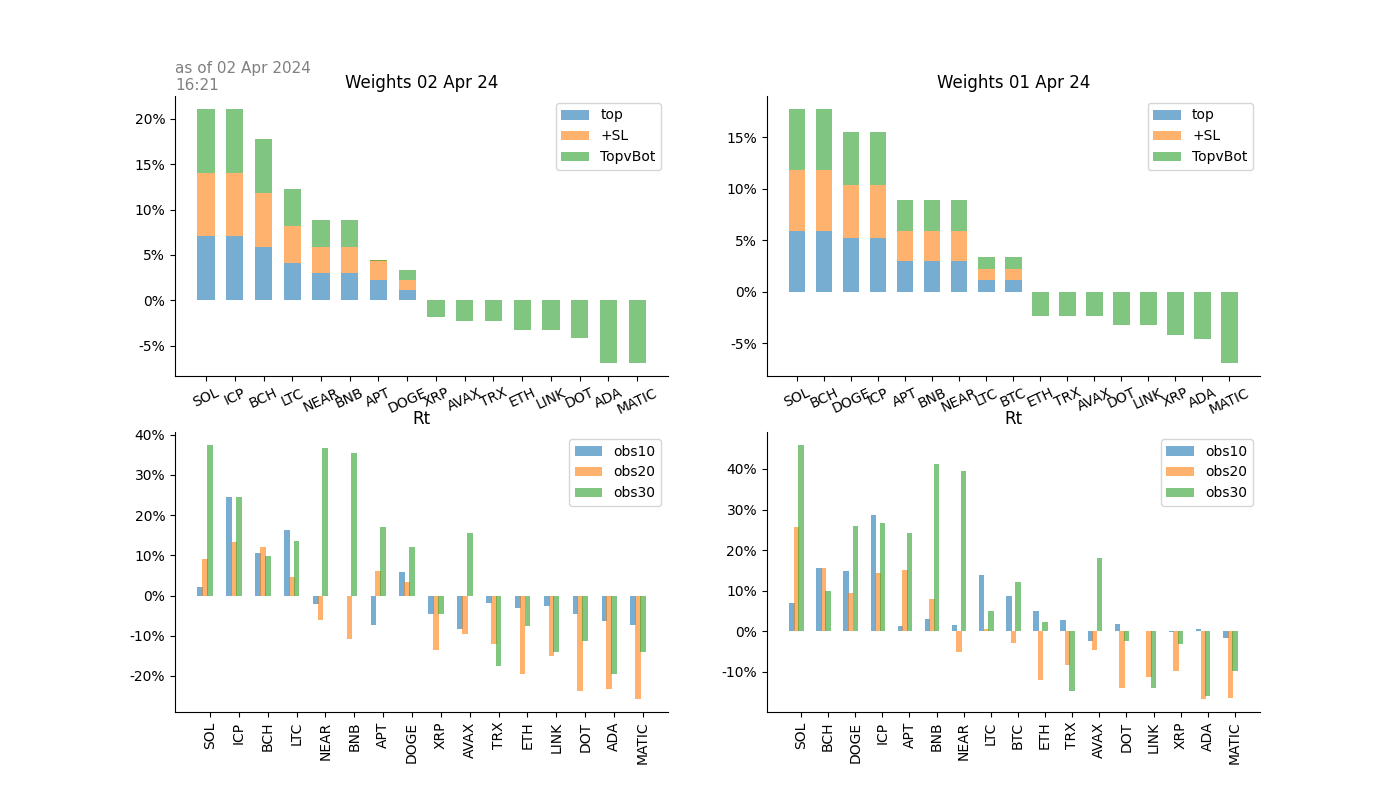 as of 02 Apr 2024
16:21
Weights 02 Apr 24
20%
15%
10%
5%
0%
-5%
top
+SL
TopvBot
SOL ICP BCH LTC NEAR BNB APT DOGE XRP AVAX TRX ETH LINK DOT ADA MATIC
Weights 01 Apr 24
15%
10%
5%
0%
-5%
top
+SL
TopvBot
SOL BCH DOGE ICP APT BNB NEAR LTC BTC ETH TRX AVAX DOT LINK XRP ADA MATIC
Rt
40%
30%
20%
10%
0%
-10%
-20%
obs10
obs20
obs30
SOL ICP BCH LTC NEAR BNB APT DOGE XRP AVAX TRX ETH LINK DOT ADA MATIC
Rt
40%
30%
20%
10%
0%
-10%
obs10
obs20
obs30
SOL BCH DOGE ICP APT BNB NEAR LTC BTC ETH TRX AVAX DOT LINK XRP ADA MATIC